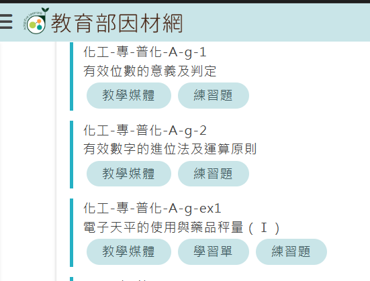 教育部因材網
化工-專-普化-A-g-1
有效位數的意義及判定
教學媒體 練習題
化工-專-普化-A-g-2
有效數字的進位法及運算原則
教學媒體 練習題
化工-專-普化-A-g-ex1
電子天平的使用與藥品秤量(I)
教學媒體 學習單 練習題